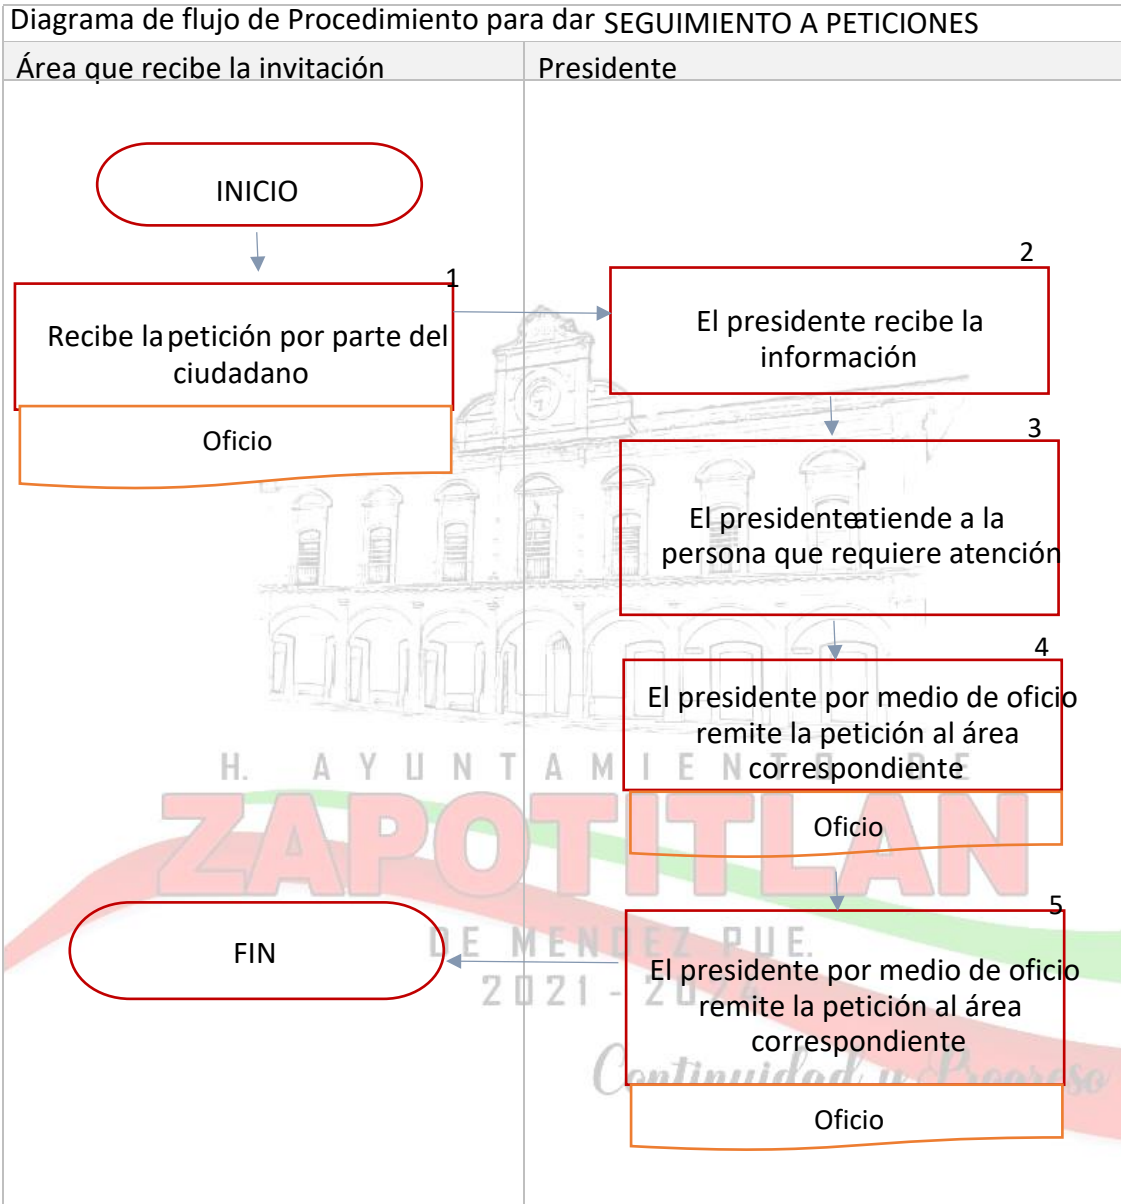 Diagrama de flujo de Procedimiento para dar SEGUIMIENTO A PETICIONES
Área que recibe la invitación
Presidente
INICIO
1
Recibe la petición por parte del
ciudadano
Oficio
2
El presidente recibe la
información
3
El presidente atiende a la
persona que requiere atención
4
El presidente por medio de oficio
remite la petición al área
correspondiente
Oficio
5
El presidente por medio de oficio
remite la petición al área
correspondiente
Oficio
FIN
H. AYUNTAMIENTO DE
ZAPOTITLAN
DE MENDEZ PUE.
2021 - 2024
Continuidad y Progreso